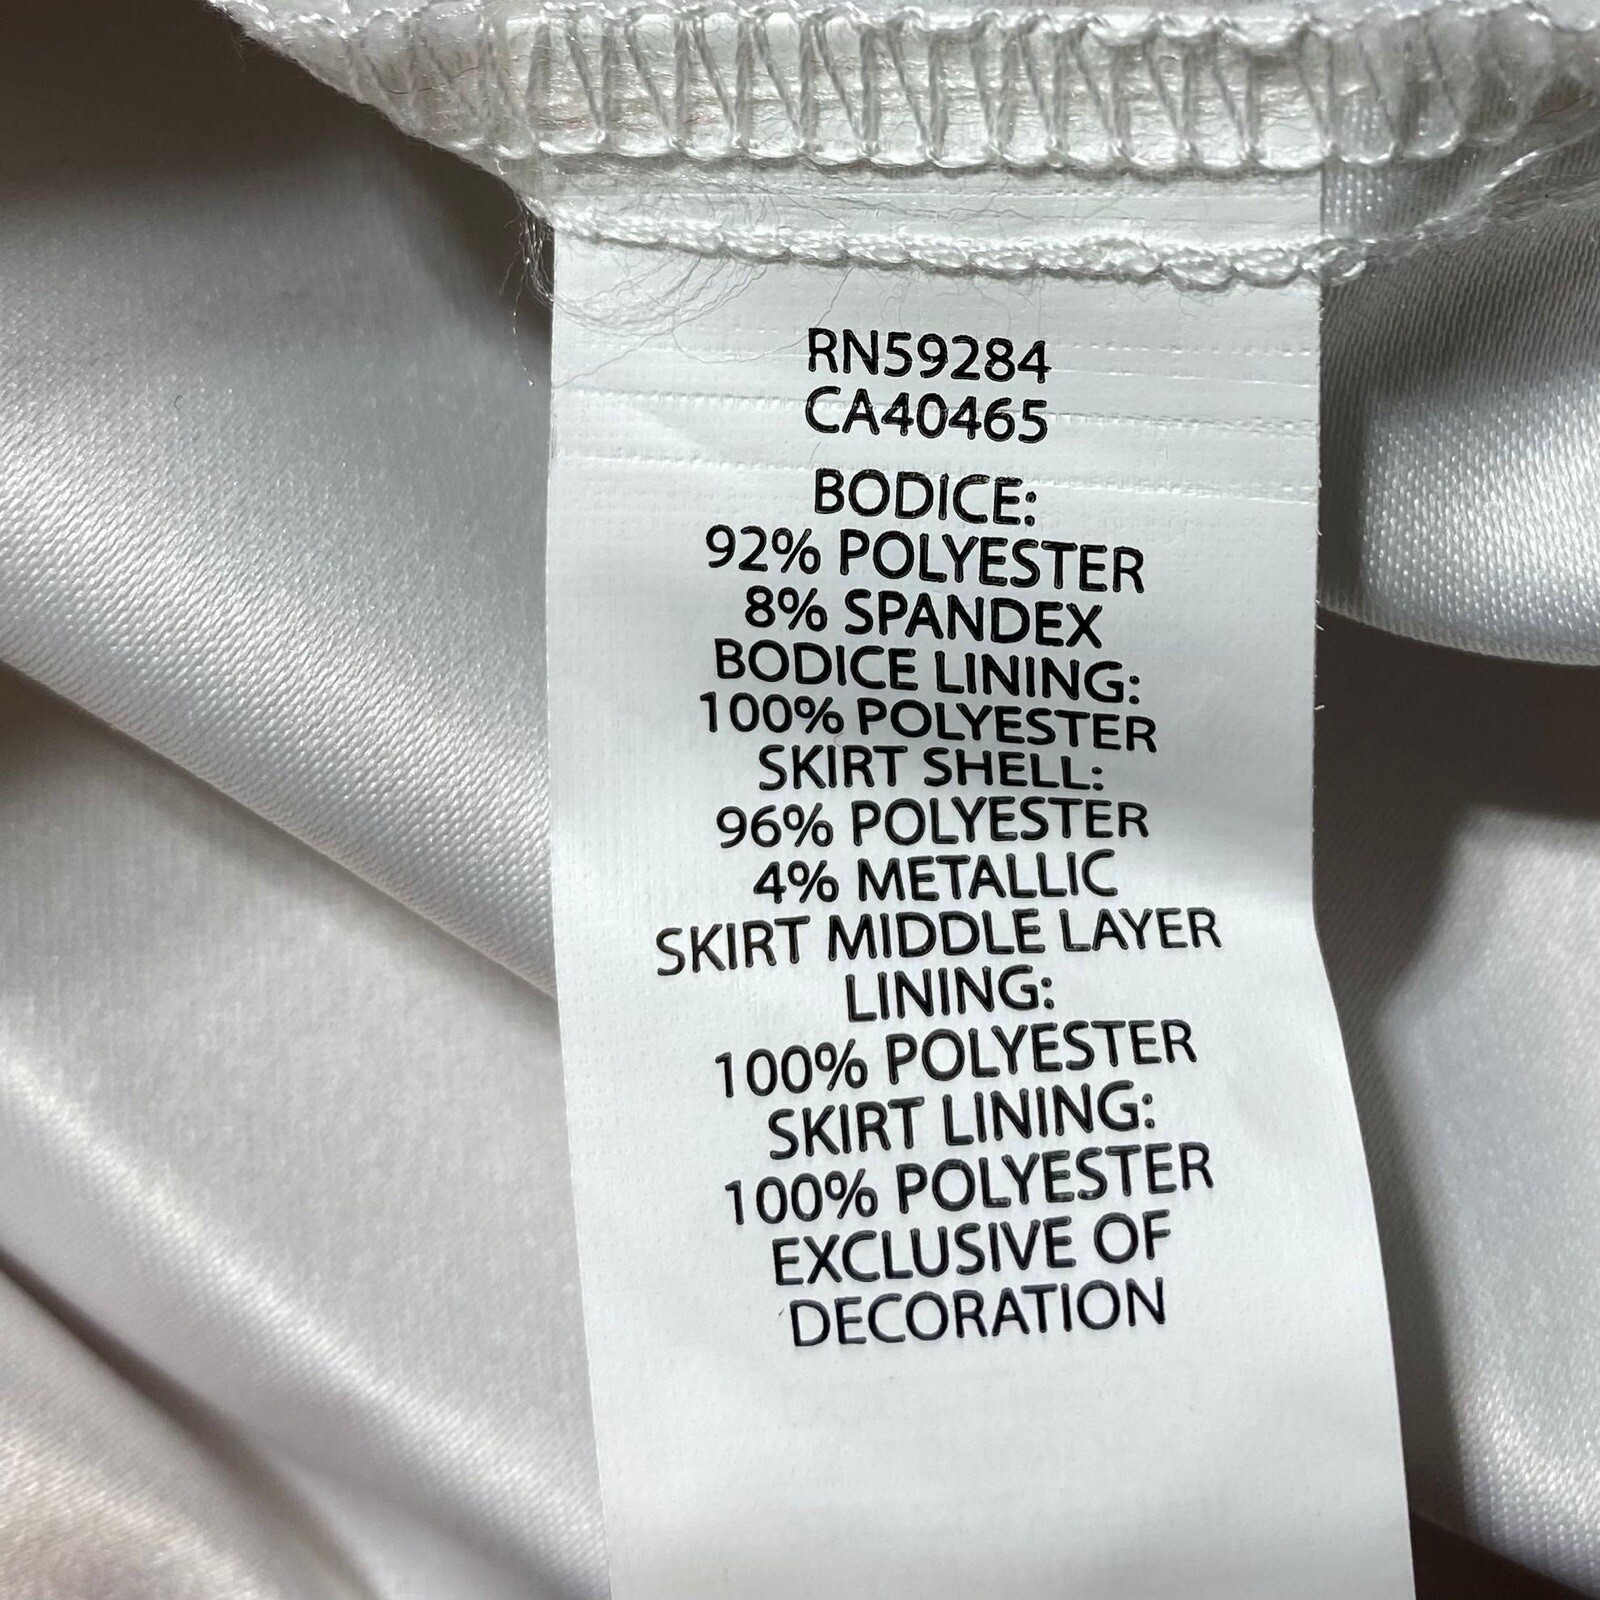 RN59284
CA40465
BODICE:
92% POLYESTER
8% SPANDEX
BODICE LINING:
100% POLYESTER
SKIRT SHELL:
96% POLYESTER
4% METALLIC
SKIRT MIDDLE LAYER
LINING:
100% POLYESTER
SKIRT LINING:
100% POLYESTER
EXCLUSIVE OF
DECORATION